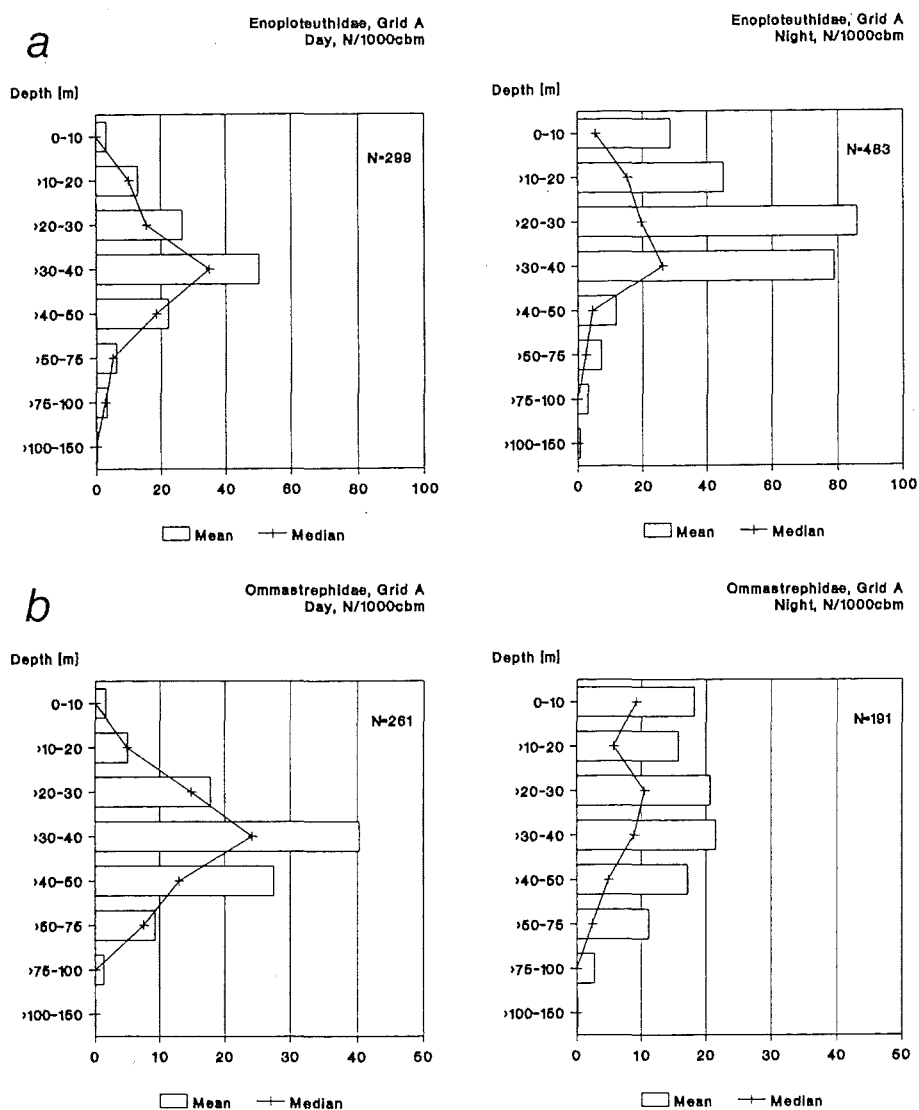 a
Enoploteuthidae, Grid A
Day, N/1000cbm
Depth [m]
N=299
0-10
>10-20
>20-30
>30-40
>40-50
>50-75
>75-100
>100-150
0 20 40 60 80 100
Mean Median
Enoploteuthidae, Grid A
Night, N/1000cbm
Depth [m]
N=483
0-10
>10-20
>20-30
>30-40
>40-50
>50-75
>75-100
>100-150
0 20 40 60 80 100
Mean Median
b
Ommastrephidae, Grid A
Day, N/1000cbm
Depth [m]
N=261
0-10
>10-20
>20-30
>30-40
>40-50
>50-75
>75-100
>100-150
0 10 20 30 40 50
Mean Median
Ommastrephidae, Grid A
Night, N/1000cbm
Depth [m]
N=191
0-10
>10-20
>20-30
>30-40
>40-50
>50-75
>75-100
>100-150
0 10 20 30 40 50
Mean Median